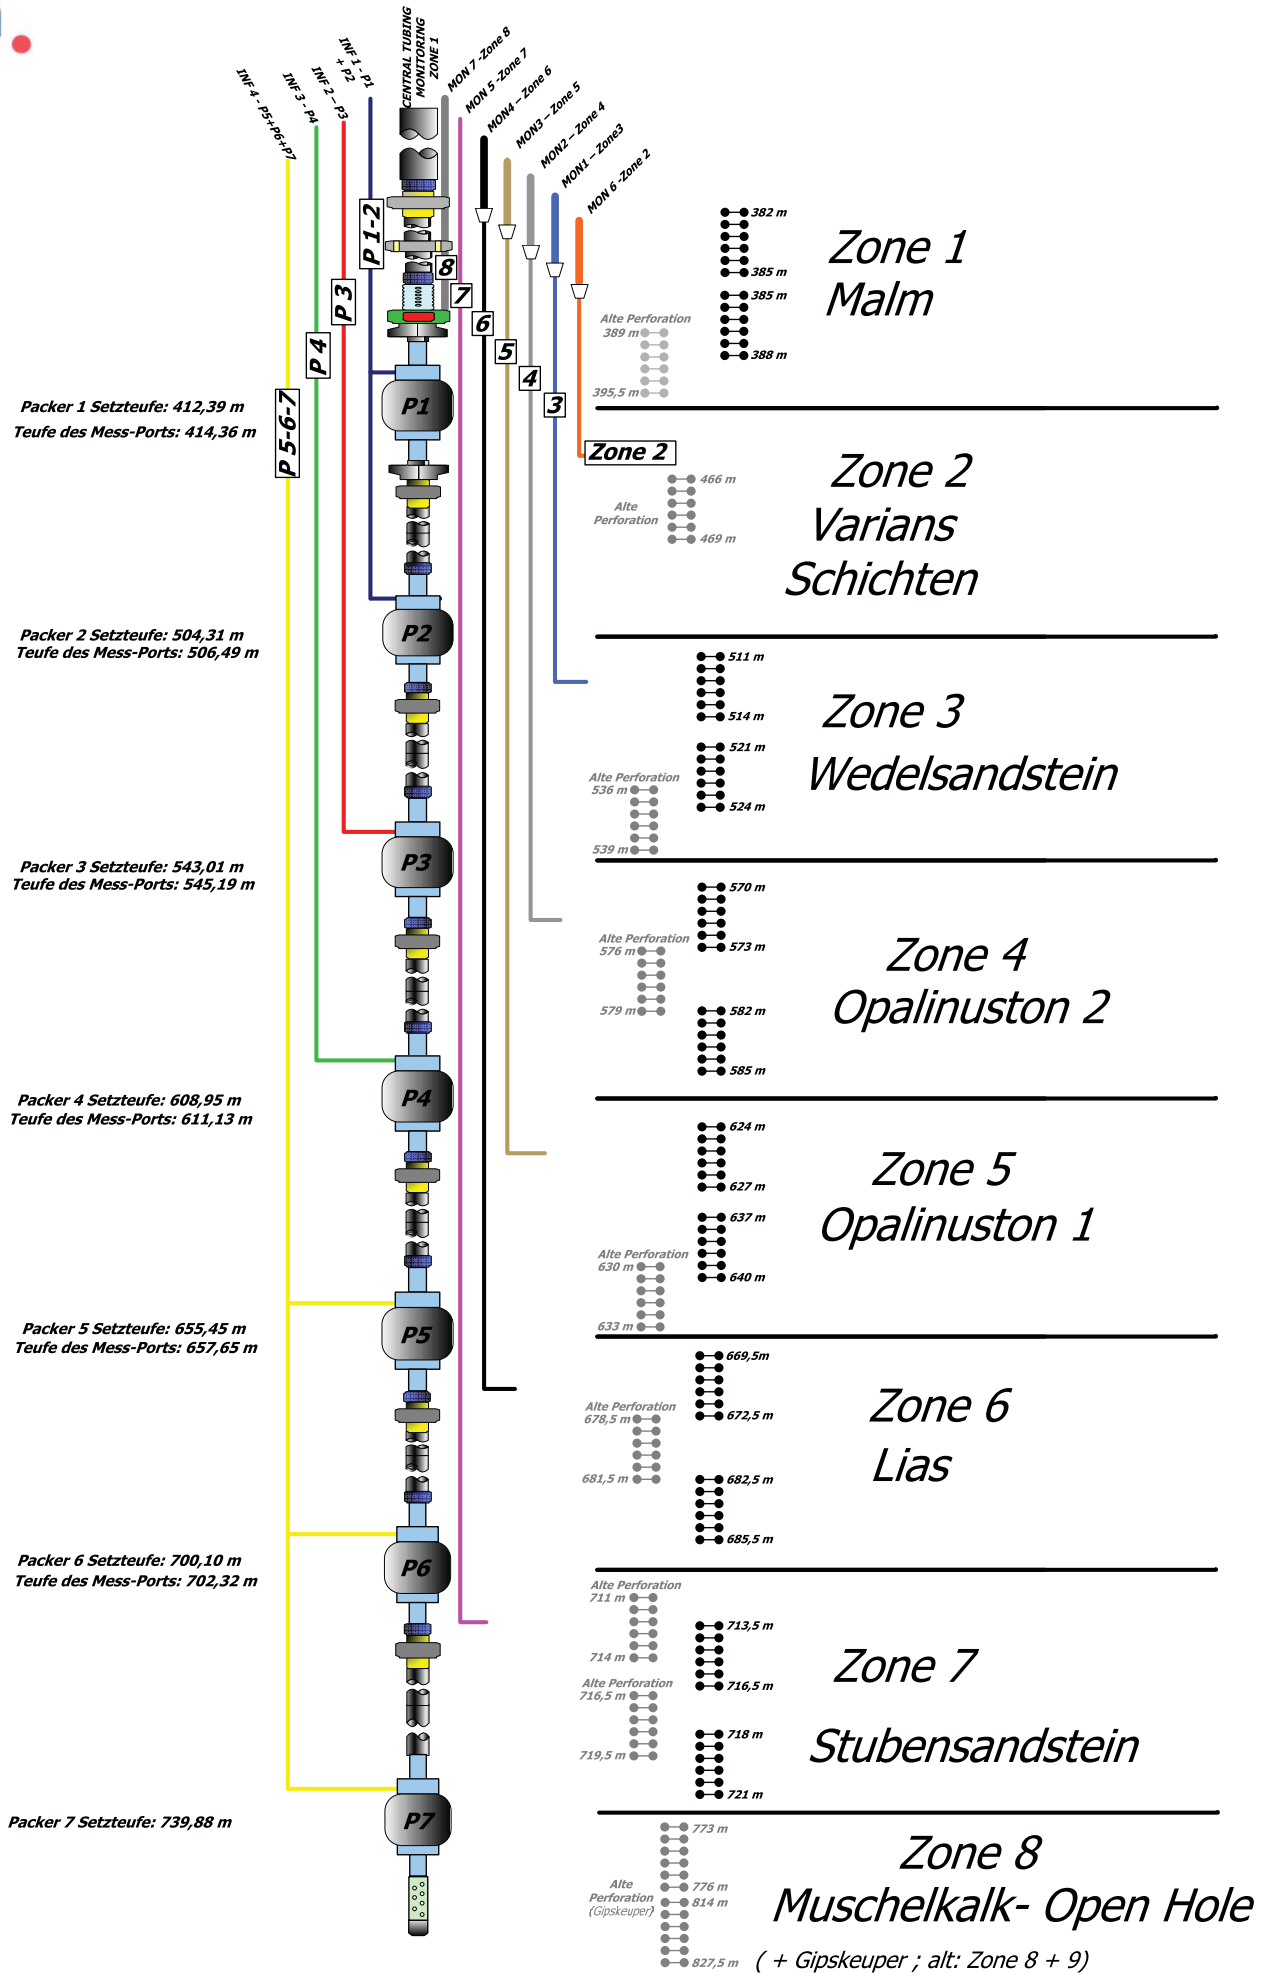 INF 4 - P5+P6+P7
INF 3 - P4
INF 2 – P3
INF 1 - P1
+ P2
CENTRAL TUBING
MONITORING
ZONE 1
MON 7 -Zone 8
MON 5 -Zone 7
MON4 – Zone 6
MON3 – Zone 5
MON2 – Zone 4
MON1 – Zone3
MON 6 -Zone 2
P 1-2
P 3
P 4
P 5-6-7
8
7
6
5
4
3
Zone 2
382 m
385 m
385 m
388 m
Alte Perforation
389 m
395,5 m
Zone 1
Malm
Packer 1 Setzteufe: 412,39 m
Teufe des Mess-Ports: 414,36 m
P1
466 m
Alte
Perforation
469 m
Zone 2
Varians
Schichten
Packer 2 Setzteufe: 504,31 m
Teufe des Mess-Ports: 506,49 m
P2
511 m
514 m
521 m
524 m
Alte Perforation
536 m
539 m
Zone 3
Wedelsandstein
Packer 3 Setzteufe: 543,01 m
Teufe des Mess-Ports: 545,19 m
P3
570 m
573 m
Alte Perforation
576 m
579 m
582 m
585 m
Zone 4
Opalinuston 2
Packer 4 Setzteufe: 608,95 m
Teufe des Mess-Ports: 611,13 m
P4
624 m
627 m
637 m
640 m
Alte Perforation
630 m
633 m
Zone 5
Opalinuston 1
Packer 5 Setzteufe: 655,45 m
Teufe des Mess-Ports: 657,65 m
P5
669,5m
672,5 m
Alte Perforation
678,5 m
681,5 m
682,5 m
685,5 m
Zone 6
Lias
Packer 6 Setzteufe: 700,10 m
Teufe des Mess-Ports: 702,32 m
P6
Alte Perforation
711 m
714 m
713,5 m
716,5 m
Alte Perforation
716,5 m
719,5 m
718 m
721 m
Zone 7
Stubensandstein
Packer 7 Setzteufe: 739,88 m
P7
773 m
776 m
Alte
Perforation
(Gipskeuper)
814 m
827,5 m
Zone 8
Muschelkalk- Open Hole
( + Gipskeuper ; alt: Zone 8 + 9)